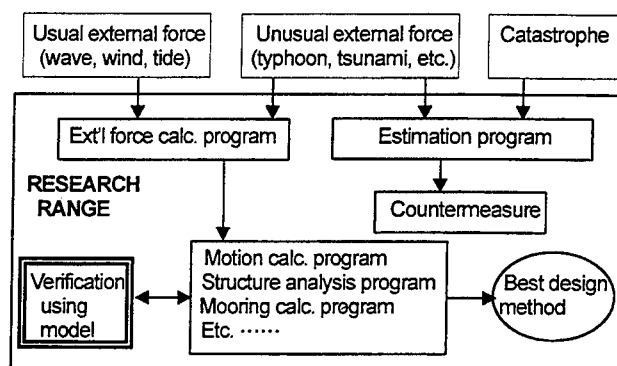 Usual external force
(wave, wind, tide)
Unusual external force
(typhoon, tsunami, etc.)
Catastrophe
Ext'l force calc. program
Estimation program
RESEARCH
RANGE
Countermeasure
Verification
using
model
Motion calc. program
Structure analysis program
Mooring calc. program
Etc. ······
Best design
method